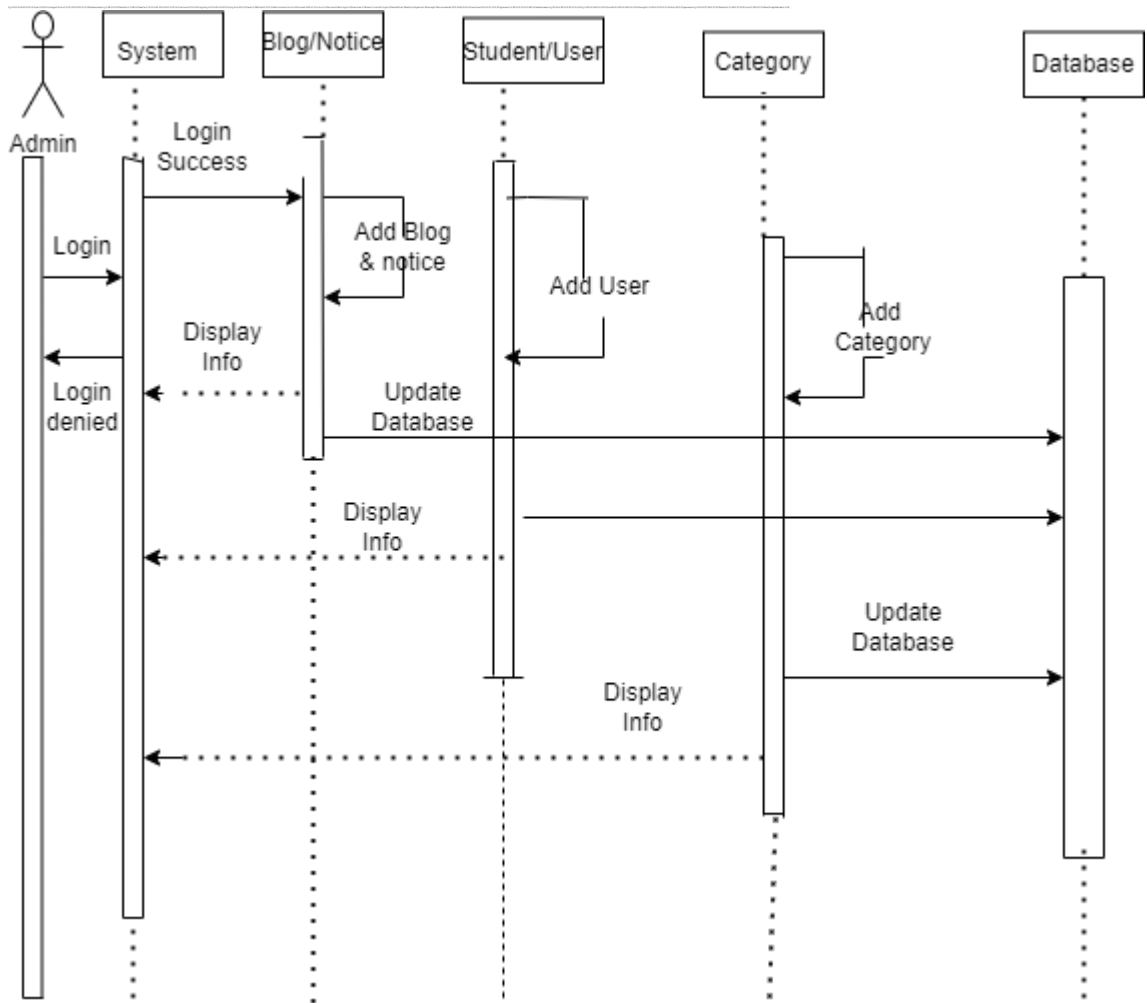 System
Blog/Notice
Student/User
Category
Database
Admin
Login
Success
Login
Add Blog
& notice
Add User
Add
Category
Display
Info
Login
denied
Update
Database
Display
Info
Update
Database
Display
Info